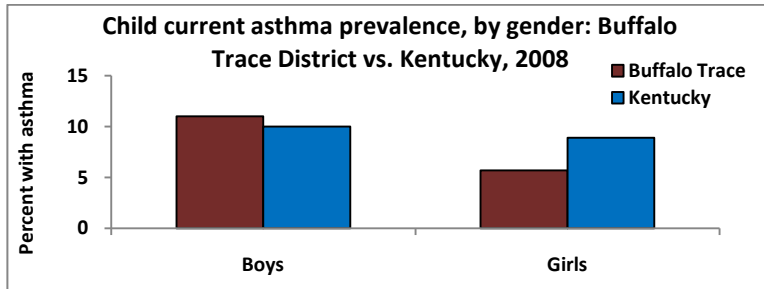 Child current asthma prevalence, by gender: Buffalo
Trace District vs. Kentucky, 2008
Buffalo Trace
Kentucky
Percent with asthma
15
10
5
0
Boys
Girls